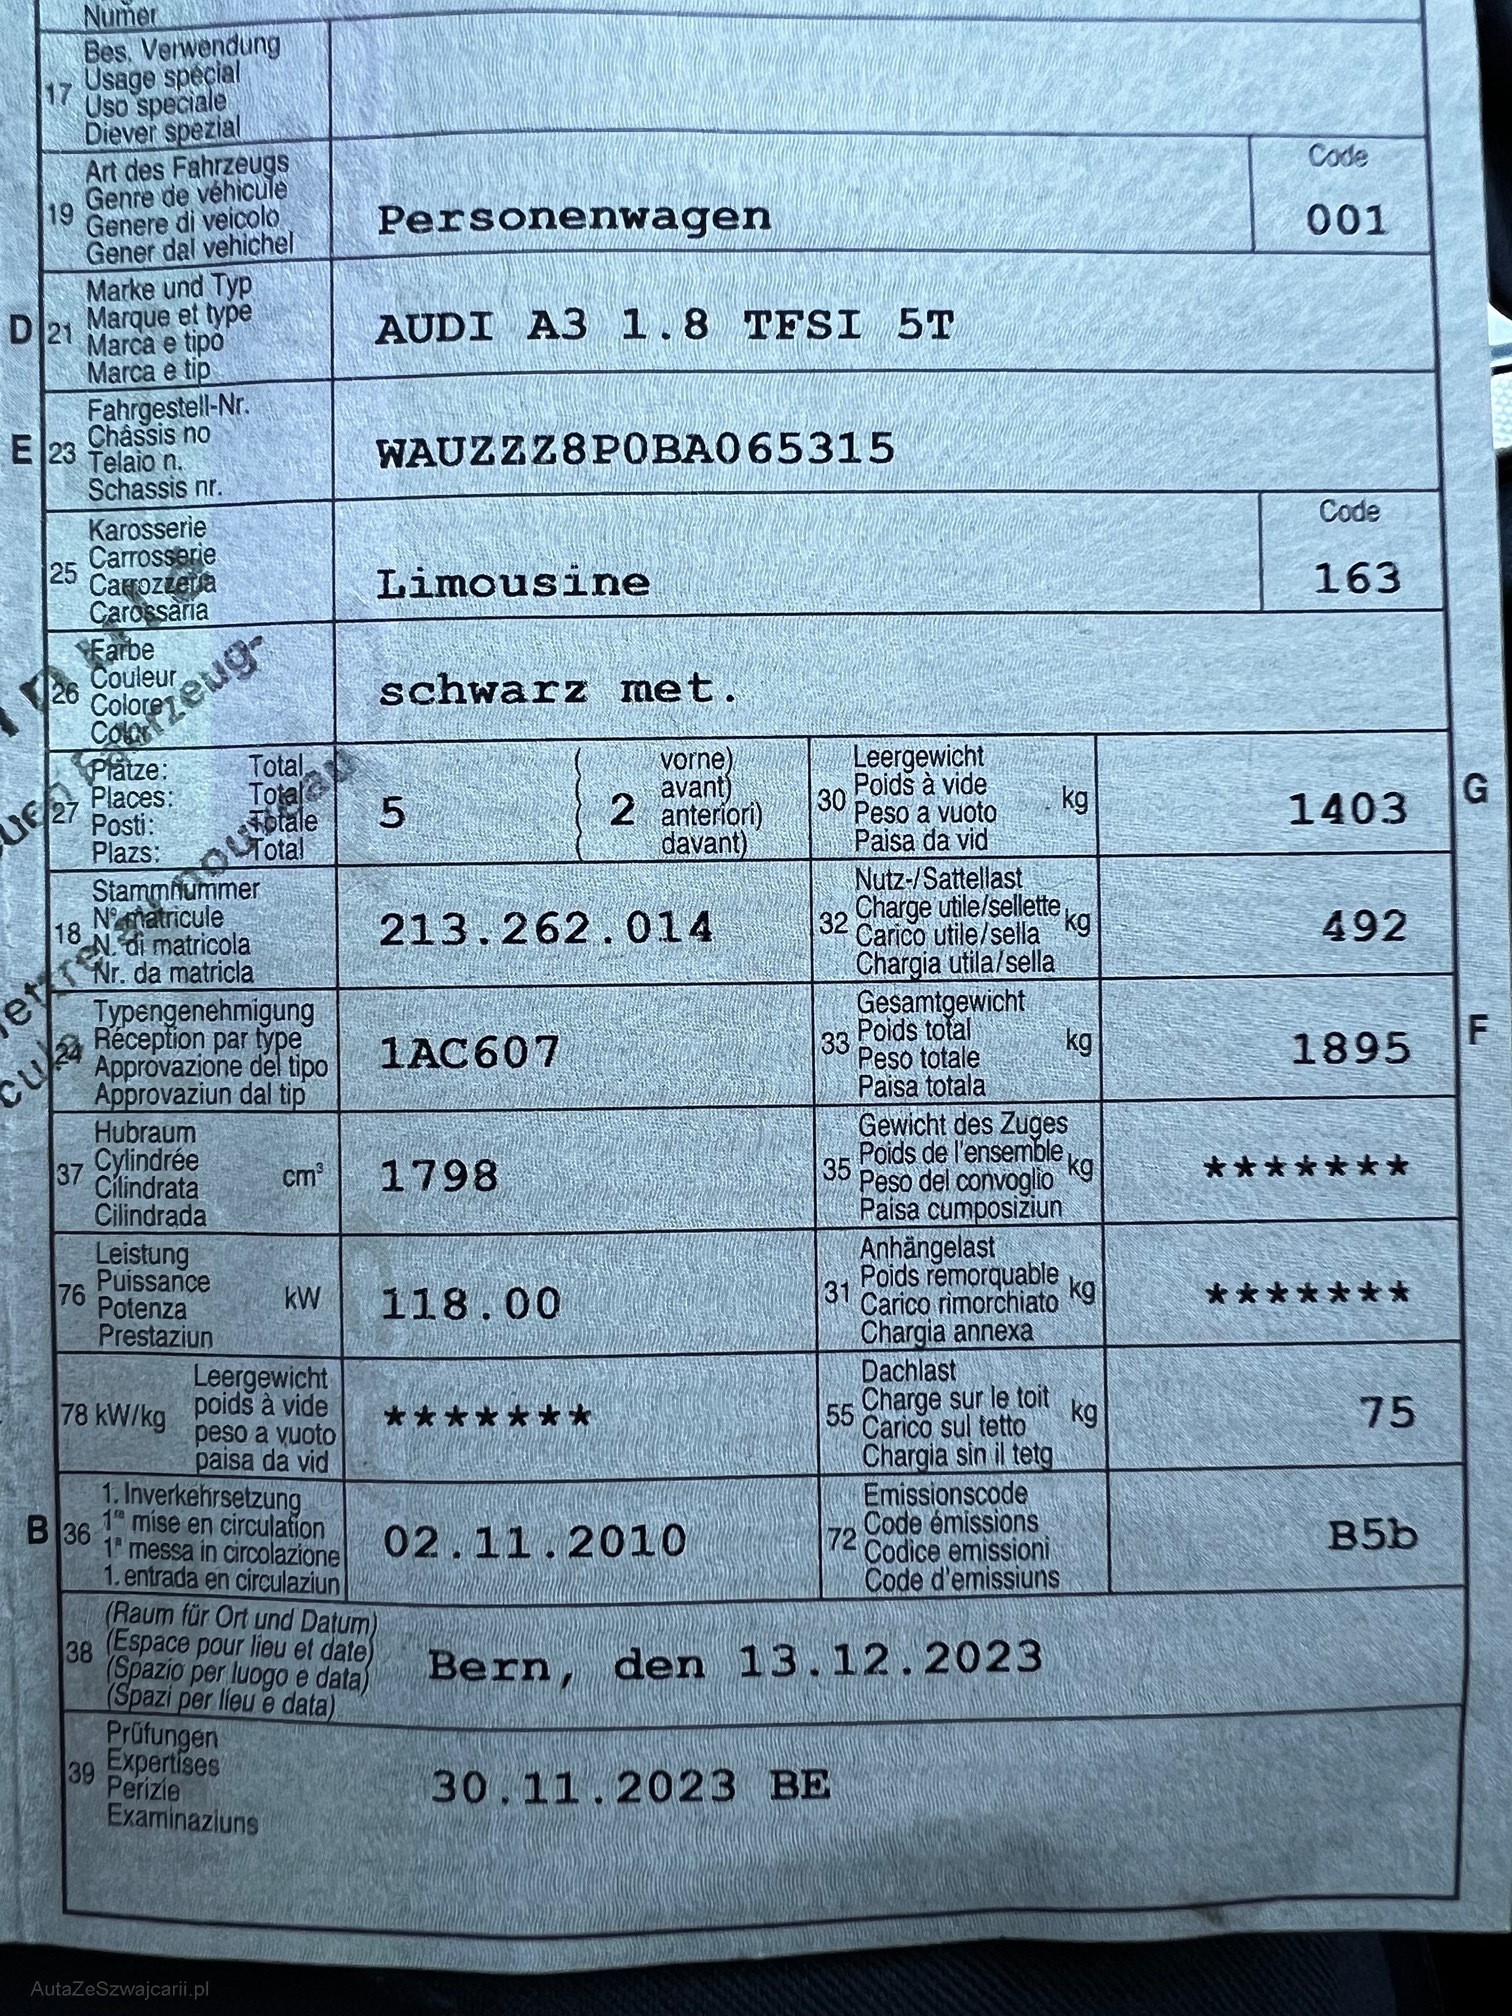 Numer
17
Bes. Verwendung
Usage spécial
Uso speciale
Diever spezial
19
Art des Fahrzeugs
Genre de véhicule
Genere di veicolo
Gener dal vehichel
Personenwagen
Code
001
D
21
Marke und Typ
Marque et type
Marca e tipo
Marca e tip
AUDI A3 1.8 TFSI 5T
E
23
Fahrgestell-Nr.
Châssis no
Telaio n.
Schassis nr.
WAUZZZ8P0BA065315
25
Karosserie
Carrosserie
Carrozzeria
Carossaria
Limousine
Code
163
26
Farbe
Couleur
Colore
Color
schwarz met.
27
Plätze: Total
Places: Total
Posti: Totale
Plazs: Total
5
( 2 vorne)
( avant)
( anteriori)
( davant)
30
Leergewicht
Poids à vide
Peso a vuoto
Paisa da vid
kg
1403
G
18
Stammnummer
N° matricule
N. di matricola
Nr. da matricla
213.262.014
32
Nutz-/Sattellast
Charge utile/sellette
Carico utile/sella
Chargia utila/sella
kg
492
24
Typengenehmigung
Réception par type
Approvazione del tipo
Approvaziun dal tip
1AC607
33
Gesamtgewicht
Poids total
Peso totale
Paisa totala
kg
1895
F
37
Hubraum
Cylindrée
Cilindrata
Cilindrada
cm³
1798
35
Gewicht des Zuges
Poids de l'ensemble
Peso del convoglio
Paisa cumposiziun
kg
*******
76
Leistung
Puissance
Potenza
Prestaziun
kW
118.00
31
Anhängelast
Poids remorquable
Carico rimorchiato
Chargia annexa
kg
*******
78 kW/kg
Leergewicht
poids à vide
peso a vuoto
paisa da vid
*******
55
Dachlast
Charge sur le toit
Carico sul tetto
Chargia sin il tetg
kg
75
B
36
1. Inverkehrsetzung
1re mise en circulation
1a messa in circolazione
1. entrada en circulaziun
02.11.2010
72
Emissionscode
Code émissions
Codice emissioni
Code d'emissiuns
B5b
38
(Raum für Ort und Datum)
(Espace pour lieu et date)
(Spazio per luogo e data)
(Spazi per lieu e data)
Bern, den 13.12.2023
39
Prüfungen
Expertises
Perizie
Examinaziuns
30.11.2023 BE
AutaZeSzwajcarii.pl